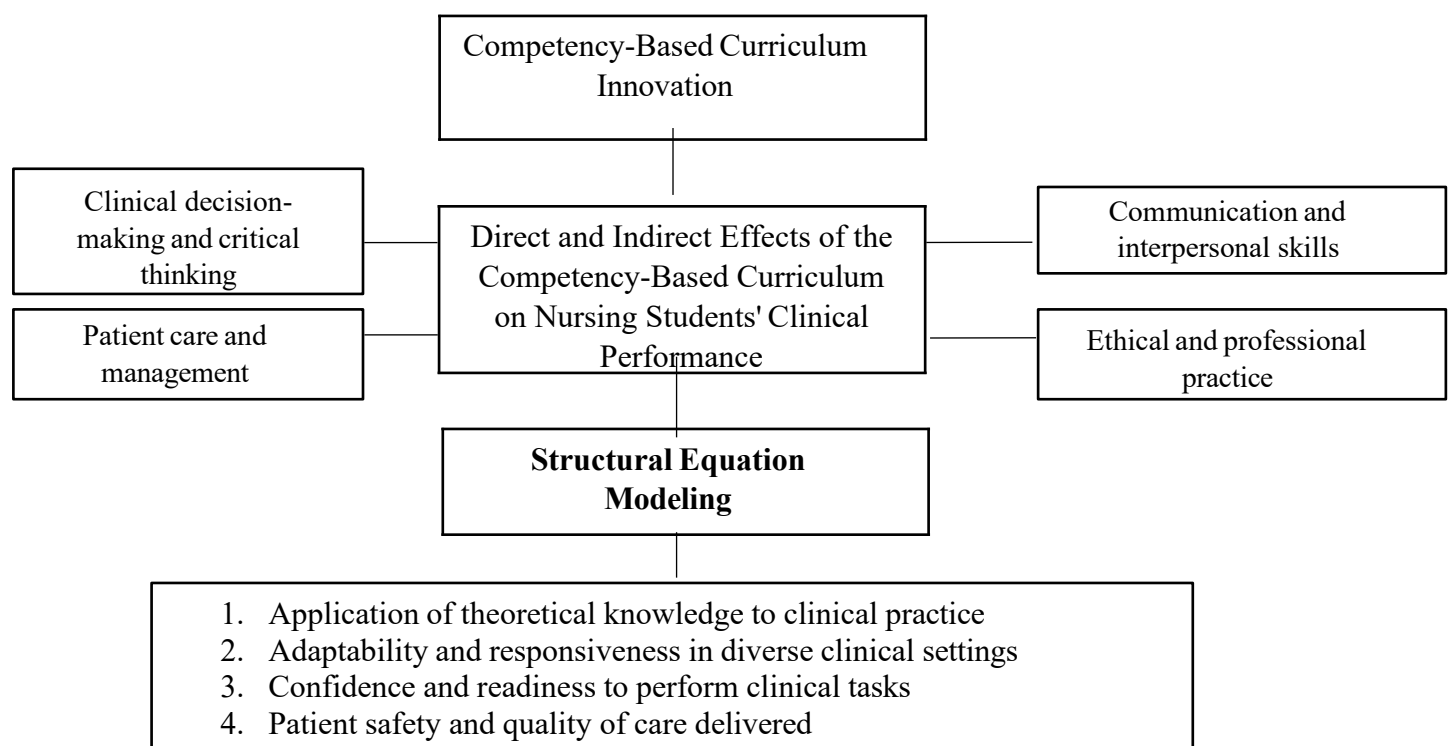 Competency-Based Curriculum
Innovation
Clinical decision-
making and critical
thinking
Patient care and
management
Direct and Indirect Effects of the
Competency-Based Curriculum
on Nursing Students' Clinical
Performance
Communication and
interpersonal skills
Ethical and professional
practice
Structural Equation
Modeling
1. Application of theoretical knowledge to clinical practice
2. Adaptability and responsiveness in diverse clinical settings
3. Confidence and readiness to perform clinical tasks
4. Patient safety and quality of care delivered